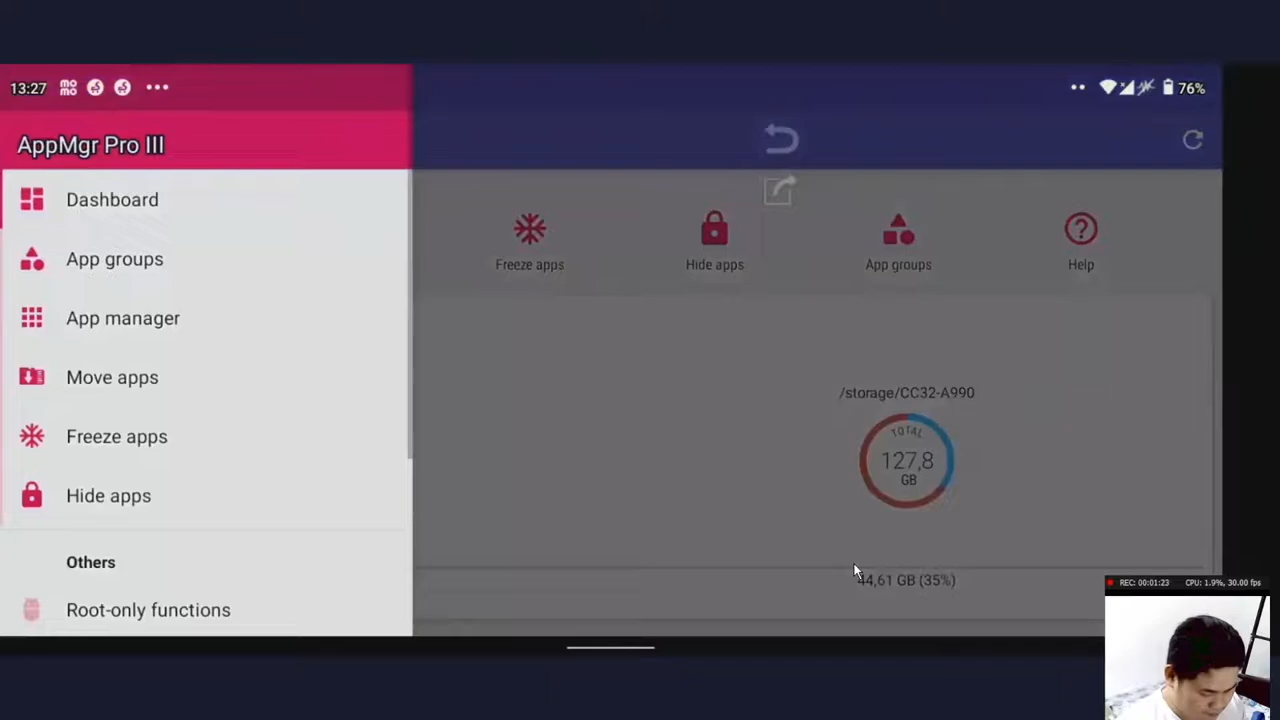 13:27
mo
mo
76%
AppMgr Pro III
Dashboard
App groups
App manager
Move apps
Freeze apps
Hide apps
Others
Root-only functions
Freeze apps
Hide apps
App groups
Help
/storage/CC32-A990
TOTAL
127,8
GB
44,61 GB (35%)
REC: 00:01:23
CPU: 1.9%, 30.00 fps